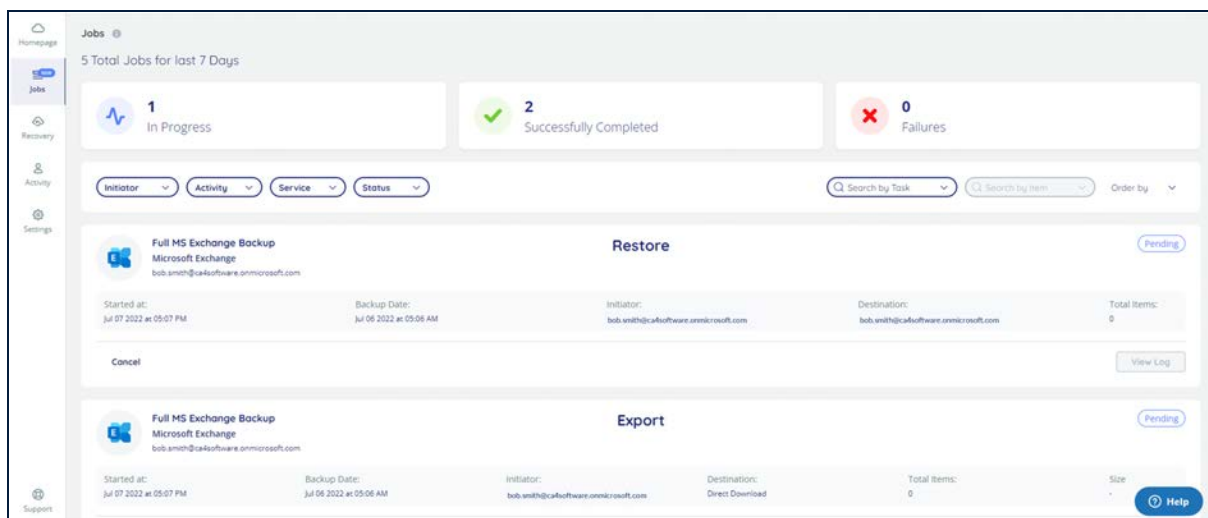 Homepage
Jobs
Recovery
Activity
Settings
Support
Jobs
5 Total Jobs for last 7 Days
1
In Progress
2
Successfully Completed
0
Failures
Initiator Activity Service Status Search by Task Search by Item Order by
Full MS Exchange Backup
Microsoft Exchange
bob.smith@ca4software.onmicrosoft.com
Restore
Pending
Started at: Backup Date: Initiator: Destination: Total Items:
Jul 07 2022 at 05:07 PM Jul 06 2022 at 05:06 AM bob.smith@ca4software.onmicrosoft.com bob.smith@ca4software.onmicrosoft.com 0
Cancel View Log
Full MS Exchange Backup
Microsoft Exchange
bob.smith@ca4software.onmicrosoft.com
Export
Pending
Started at: Backup Date: Initiator: Destination: Total Items: Size
Jul 07 2022 at 05:07 PM Jul 06 2022 at 05:06 AM bob.smith@ca4software.onmicrosoft.com Direct Download 0 -
Help